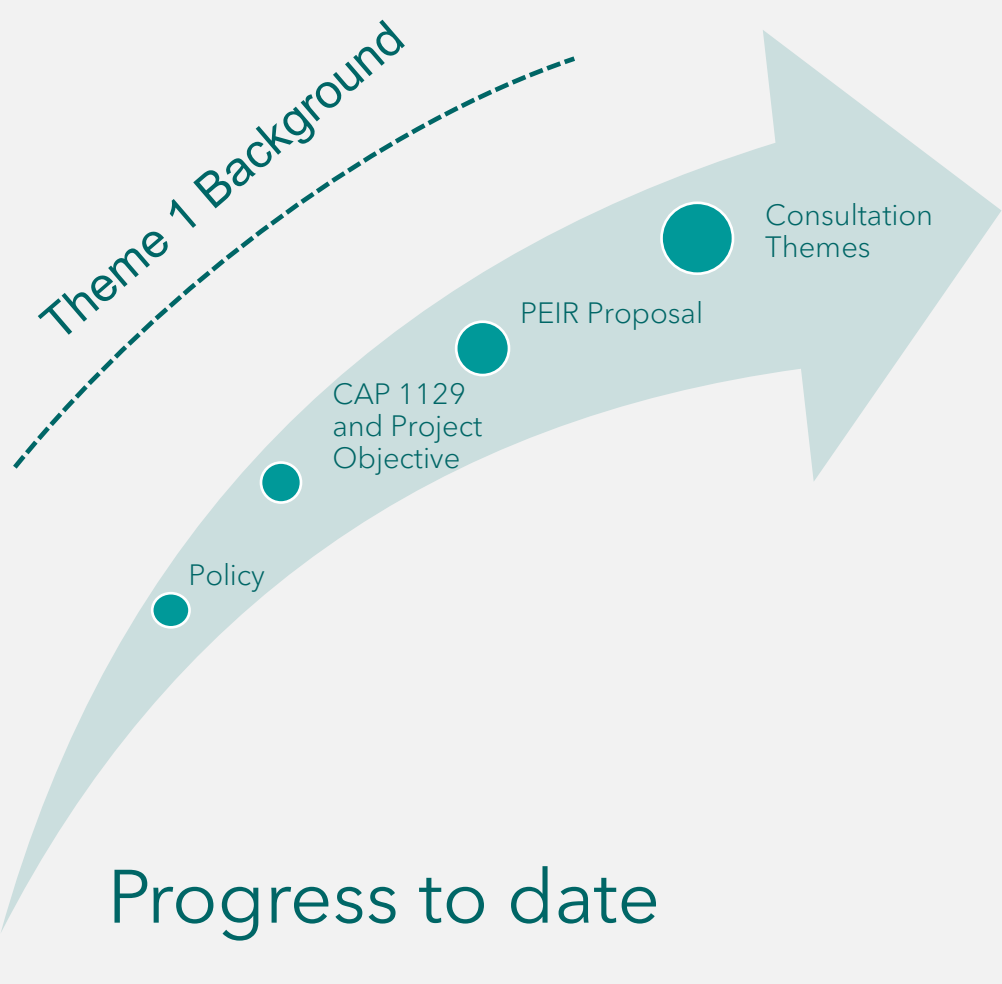 Theme 1 Background
Consultation
Themes
PEIR Proposal
CAP 1129
and Project
Objective
Policy
Progress to date